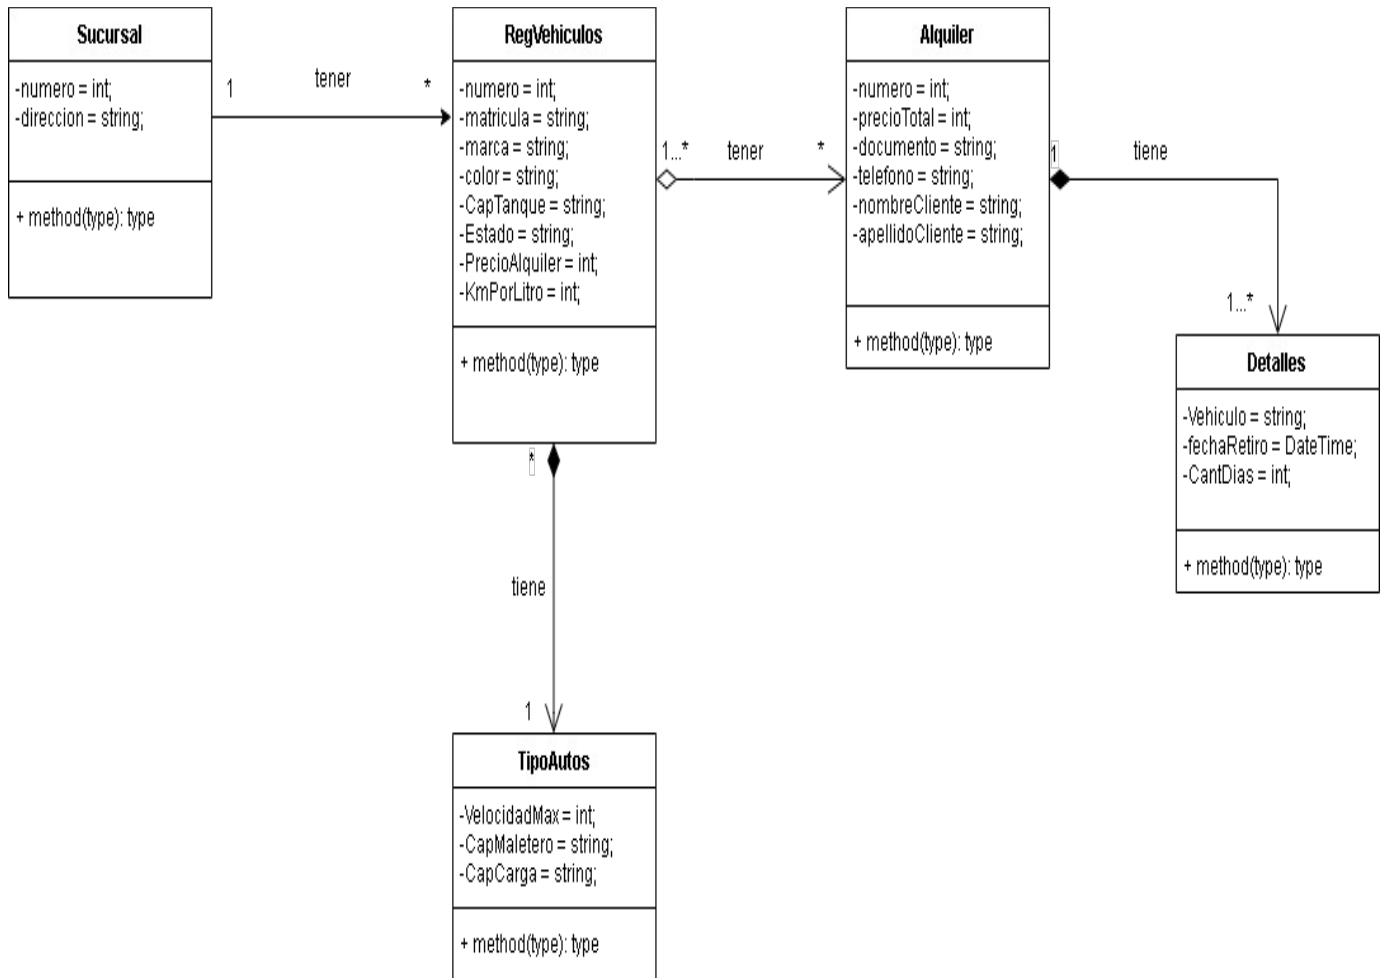 Sucursal
-numero = int;
-direccion = string;
+ method(type): type
1
tener
*
RegVehiculos
-numero = int;
-matricula = string;
-marca = string;
-color = string;
-CapTanque = string;
-Estado = string;
-PrecioAlquiler = int;
-KmPorLitro = int;
+ method(type): type
1...*
tener
*
Alquiler
-numero = int;
-precioTotal = int;
-documento = string;
-telefono = string;
-nombreCliente = string;
-apellidoCliente = string;
+ method(type): type
1
tiene
1...*
Detalles
-Vehiculo = string;
-fechaRetiro = DateTime;
-CantDias = int;
+ method(type): type
*
tiene
1
TipoAutos
-VelocidadMax = int;
-CapMaletero = string;
-CapCarga = string;
+ method(type): type